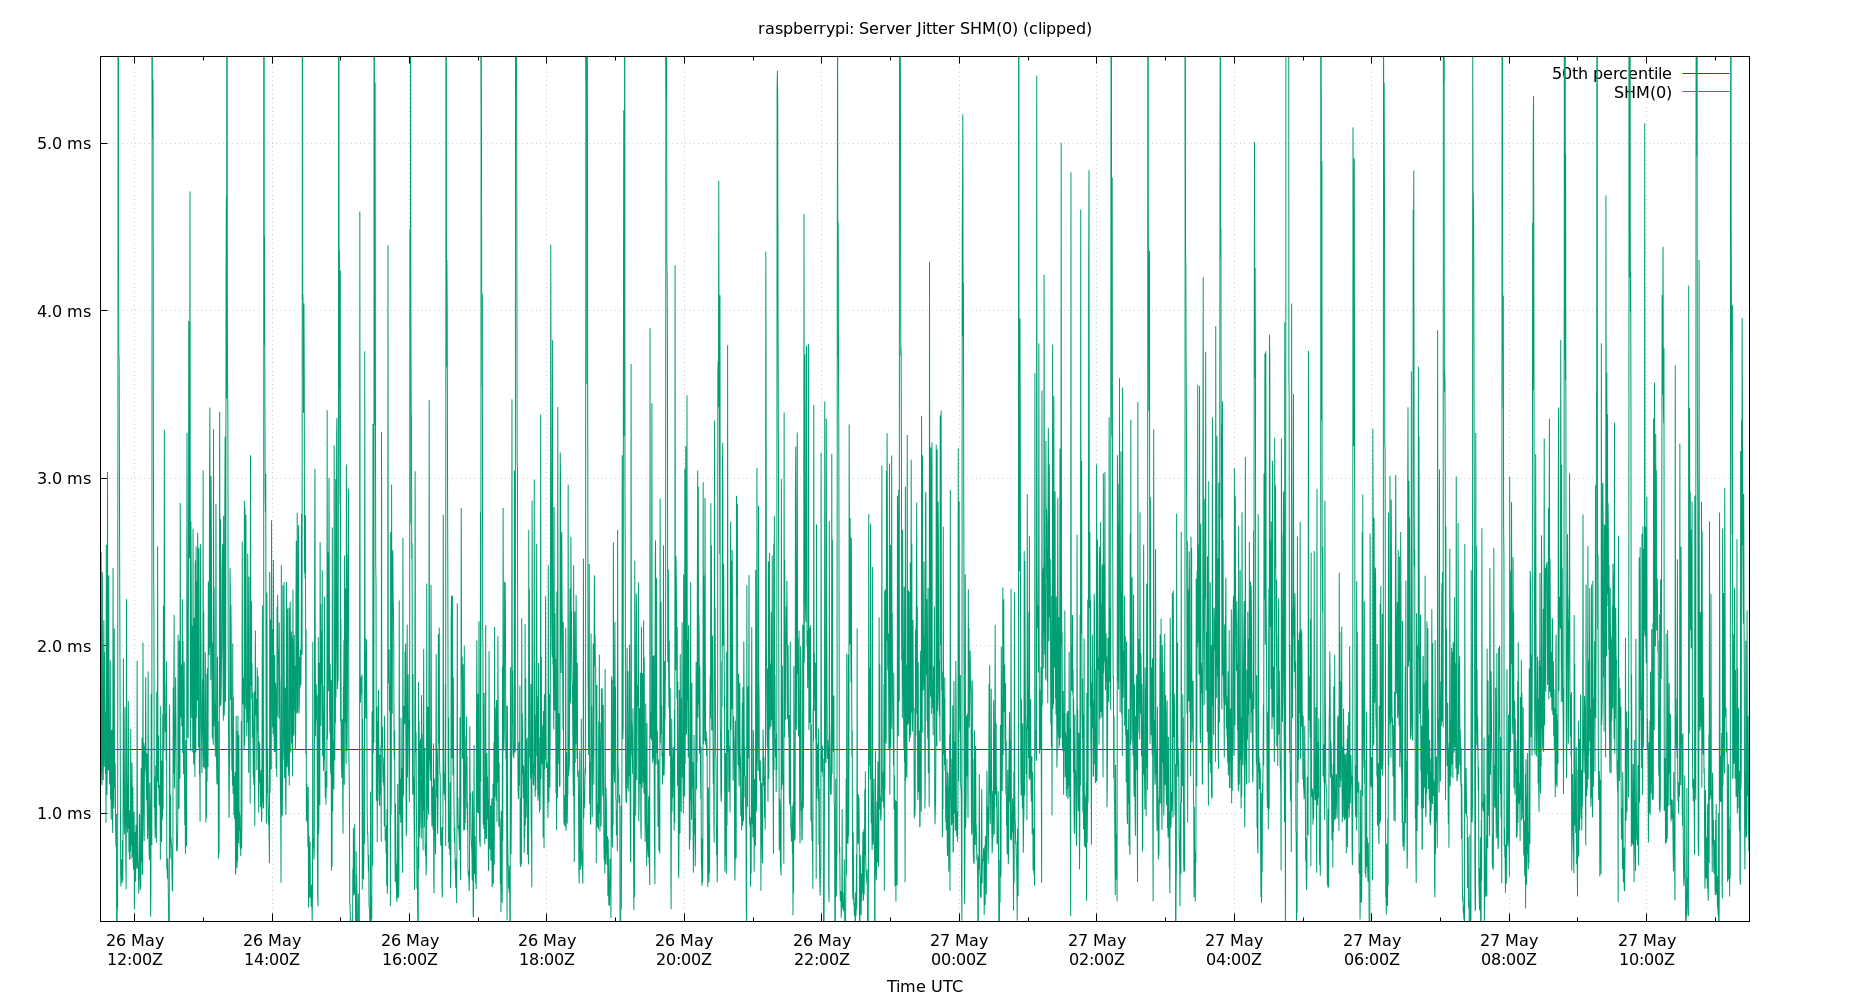 raspberrypi: Server Jitter SHM(0) (clipped)
50th percentile
SHM(0)
5.0 ms
4.0 ms
3.0 ms
2.0 ms
1.0 ms
26 May 26 May 26 May 26 May 26 May 26 May 27 May 27 May 27 May 27 May 27 May 27 May
12:00Z 14:00Z 16:00Z 18:00Z 20:00Z 22:00Z 00:00Z 02:00Z 04:00Z 06:00Z 08:00Z 10:00Z
Time UTC